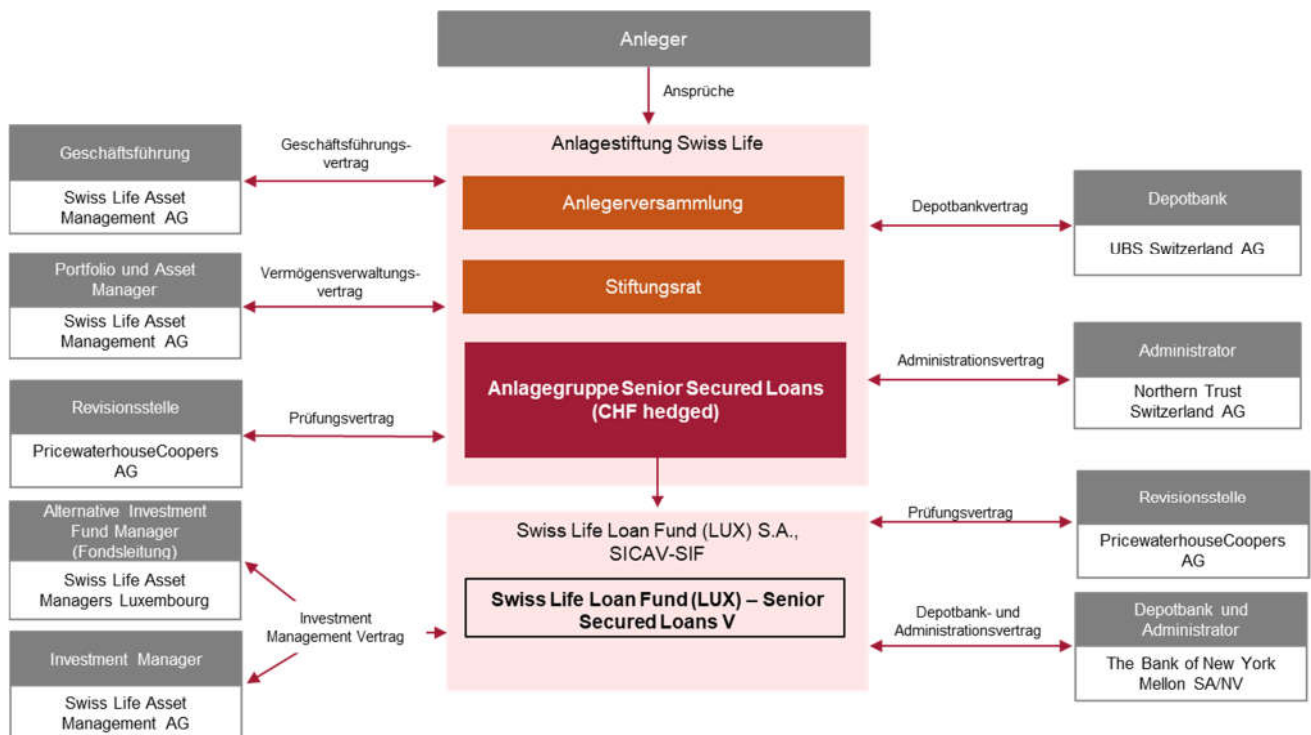 Anleger
Ansprüche
Geschäftsführung
Swiss Life Asset
Management AG
Geschäftsführungs-
vertrag
Anlagestiftung Swiss Life
Anlegerversammlung
Depotbankvertrag
Depotbank
UBS Switzerland AG
Portfolio und Asset
Manager
Swiss Life Asset
Management AG
Vermögensverwaltungs-
vertrag
Stiftungsrat
Administrationsvertrag
Administrator
Northern Trust
Switzerland AG
Anlagegruppe Senior Secured Loans
(CHF hedged)
Revisionsstelle
PricewaterhouseCoopers
AG
Prüfungsvertrag
Alternative Investment
Fund Manager
(Fondsleitung)
Swiss Life Asset
Managers Luxembourg
Investment
Management Vertrag
Investment Manager
Swiss Life Asset
Management AG
Swiss Life Loan Fund (LUX) S.A.,
SICAV-SIF
Swiss Life Loan Fund (LUX) – Senior
Secured Loans V
Prüfungsvertrag
Revisionsstelle
PricewaterhouseCoopers
AG
Depotbank- und
Administrationsvertrag
Depotbank und
Administrator
The Bank of New York
Mellon SA/NV